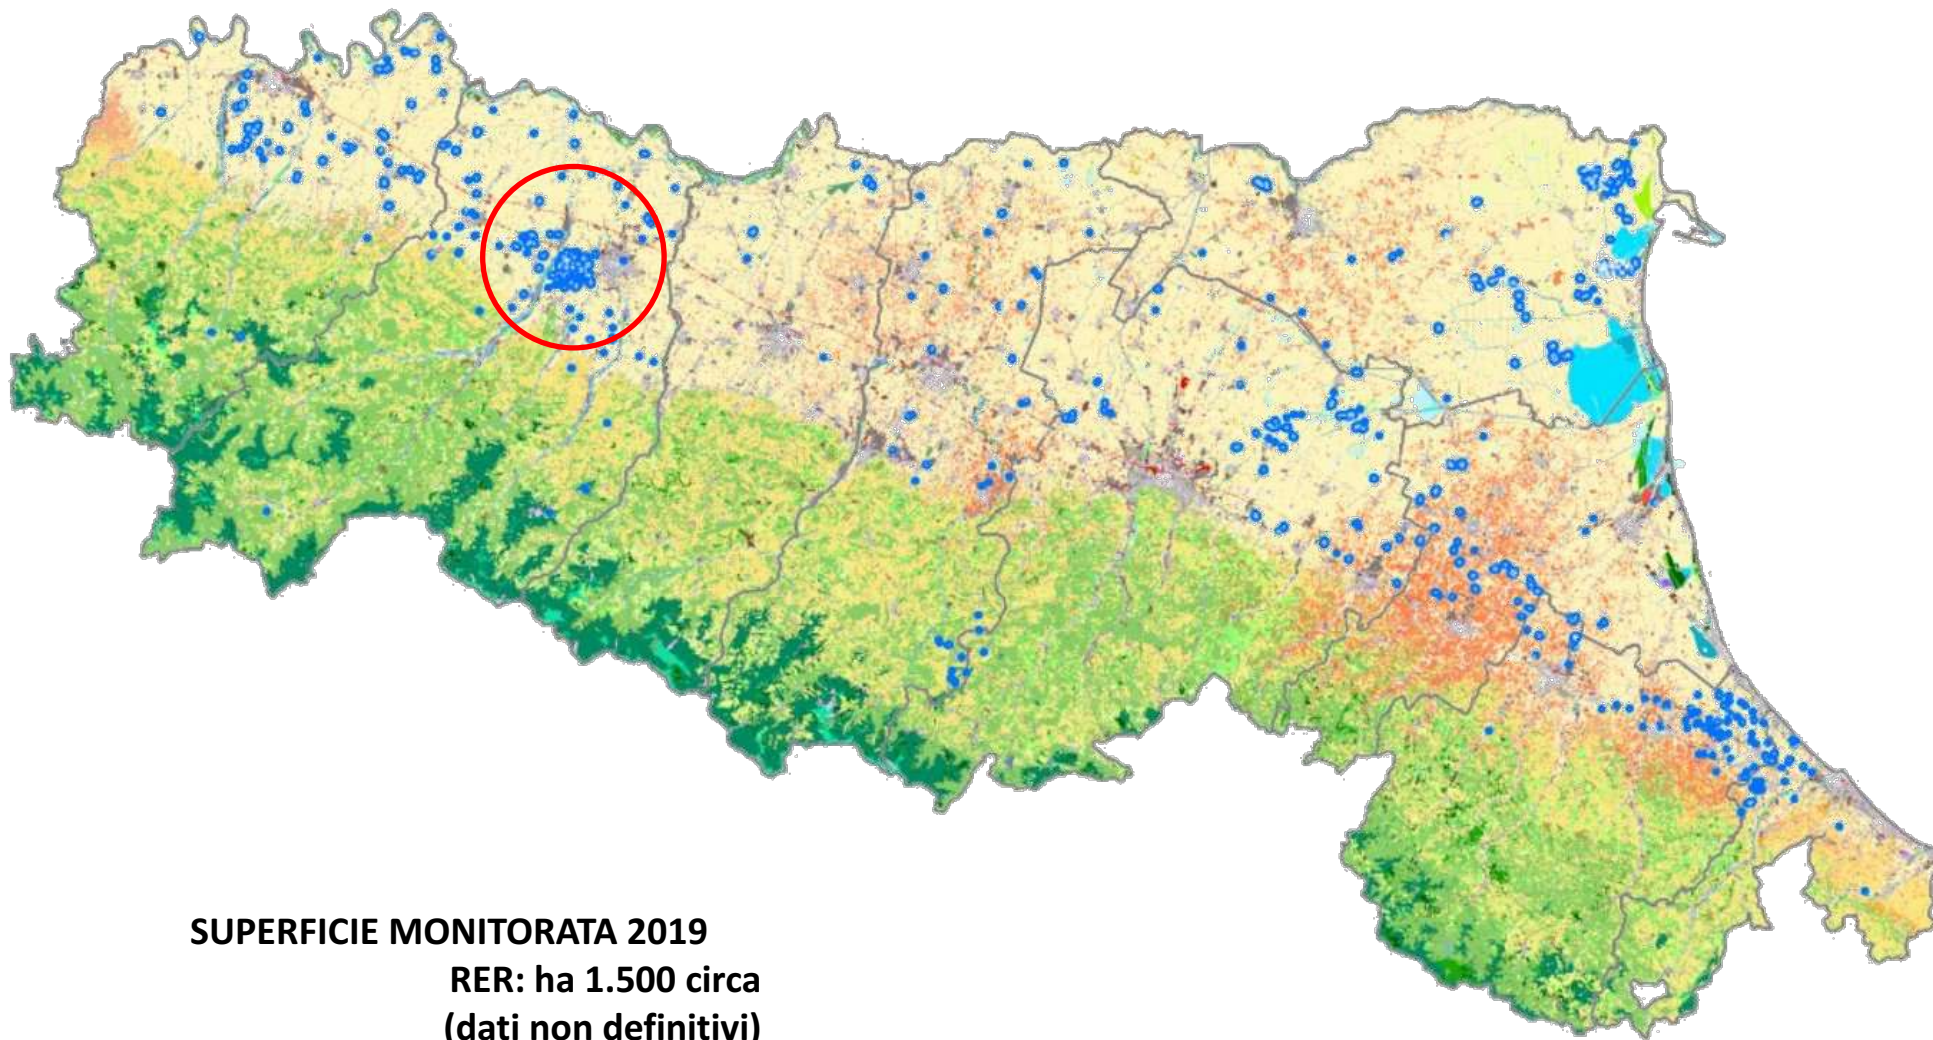 SUPERFICIE MONITORATA 2019
RER: ha 1.500 circa
(dati non definitivi)